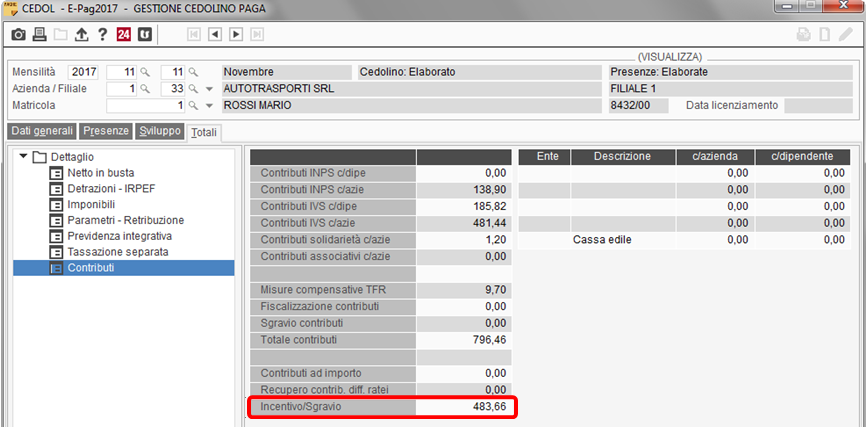 CEDOL - E-Pag2017 - GESTIONE CEDOLINO PAGA
? 24
(VISUALIZZA)
Mensilità 2017 11 11 Novembre Cedolino: Elaborato Presenze: Elaborate
Azienda / Filiale 1 33 AUTOTRASPORTI SRL FILIALE 1
Matricola 1 ROSSI MARIO 8432/00 Data licenziamento
Dati generali Presenze Sviluppo Totali
Dettaglio
Netto in busta
Detrazioni - IRPEF
Imponibili
Parametri - Retribuzione
Previdenza integrativa
Tassazione separata
Contributi
Contributi INPS c/dipe 0,00
Contributi INPS c/azie 138,90
Contributi IVS c/dipe 185,82
Contributi IVS c/azie 481,44
Contributi solidarietà c/azie 1,20
Contributi associativi c/azie 0,00
Misure compensative TFR 9,70
Fiscalizzazione contributi 0,00
Sgravio contributi 0,00
Totale contributi 796,46
Contributi ad importo 0,00
Recupero contrib. diff. ratei 0,00
Incentivo/Sgravio 483,66
Ente Descrizione c/azienda c/dipendente
0,00 0,00
0,00 0,00
0,00 0,00
0,00 0,00
Cassa edile 0,00 0,00